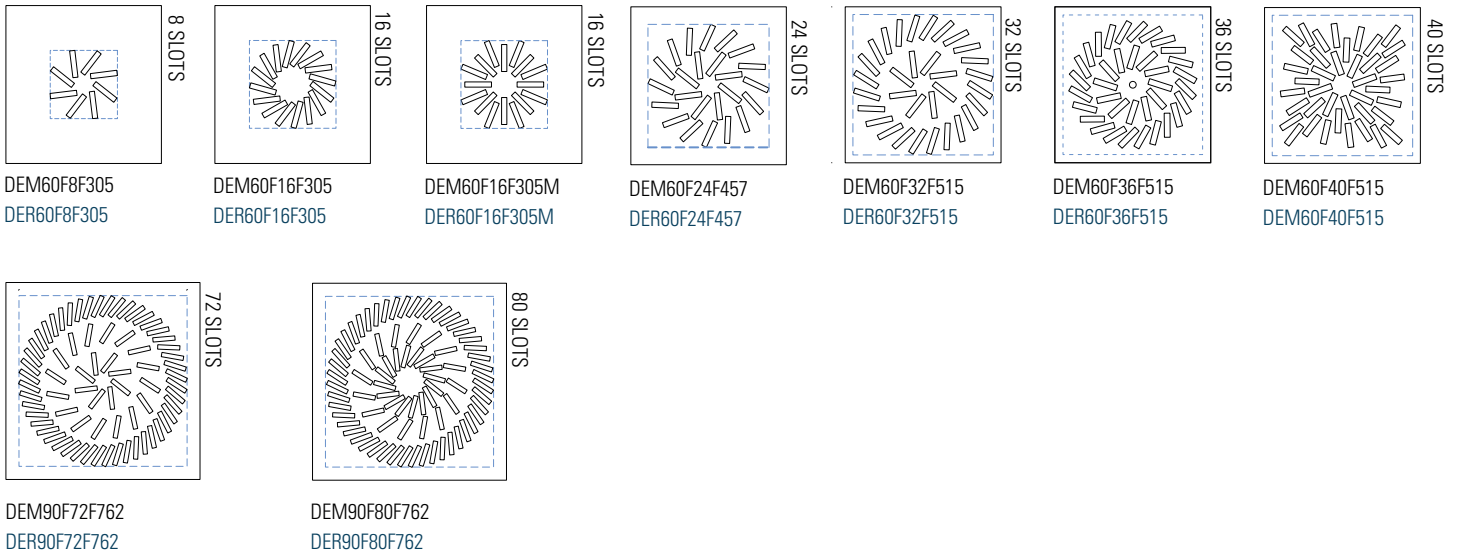 8 SLOTS
DEM60F8F305
DER60F8F305
16 SLOTS
DEM60F16F305
DER60F16F305
16 SLOTS
DEM60F16F305M
DER60F16F305M
24 SLOTS
DEM60F24F457
DER60F24F457
32 SLOTS
DEM60F32F515
DER60F32F515
36 SLOTS
DEM60F36F515
DER60F36F515
40 SLOTS
DEM60F40F515
DEM60F40F515
72 SLOTS
DEM90F72F762
DER90F72F762
80 SLOTS
DEM90F80F762
DER90F80F762